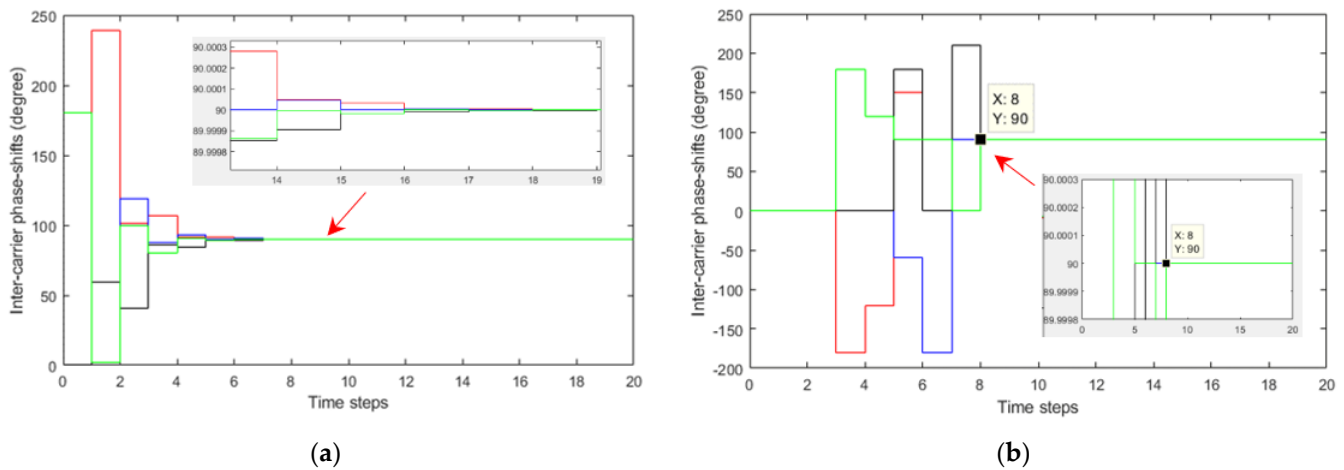 Inter-carrier phase-shifts (degree)
250
200
150
100
50
0
90.0003
90.0002
90.0001
90
89.9999
89.9998
14 15 16 17 18 19
0 2 4 6 8 10 12 14 16 18 20
Time steps
(a)
Inter-carrier phase-shifts (degree)
250
200
150
100
50
0
-50
-100
-150
-200
X: 8
Y: 90
90.0003
90.0002
90.0001
90
89.9999
89.9998
X: 8
Y: 90
0 5 10 15 20
0 2 4 6 8 10 12 14 16 18 20
Time steps
(b)